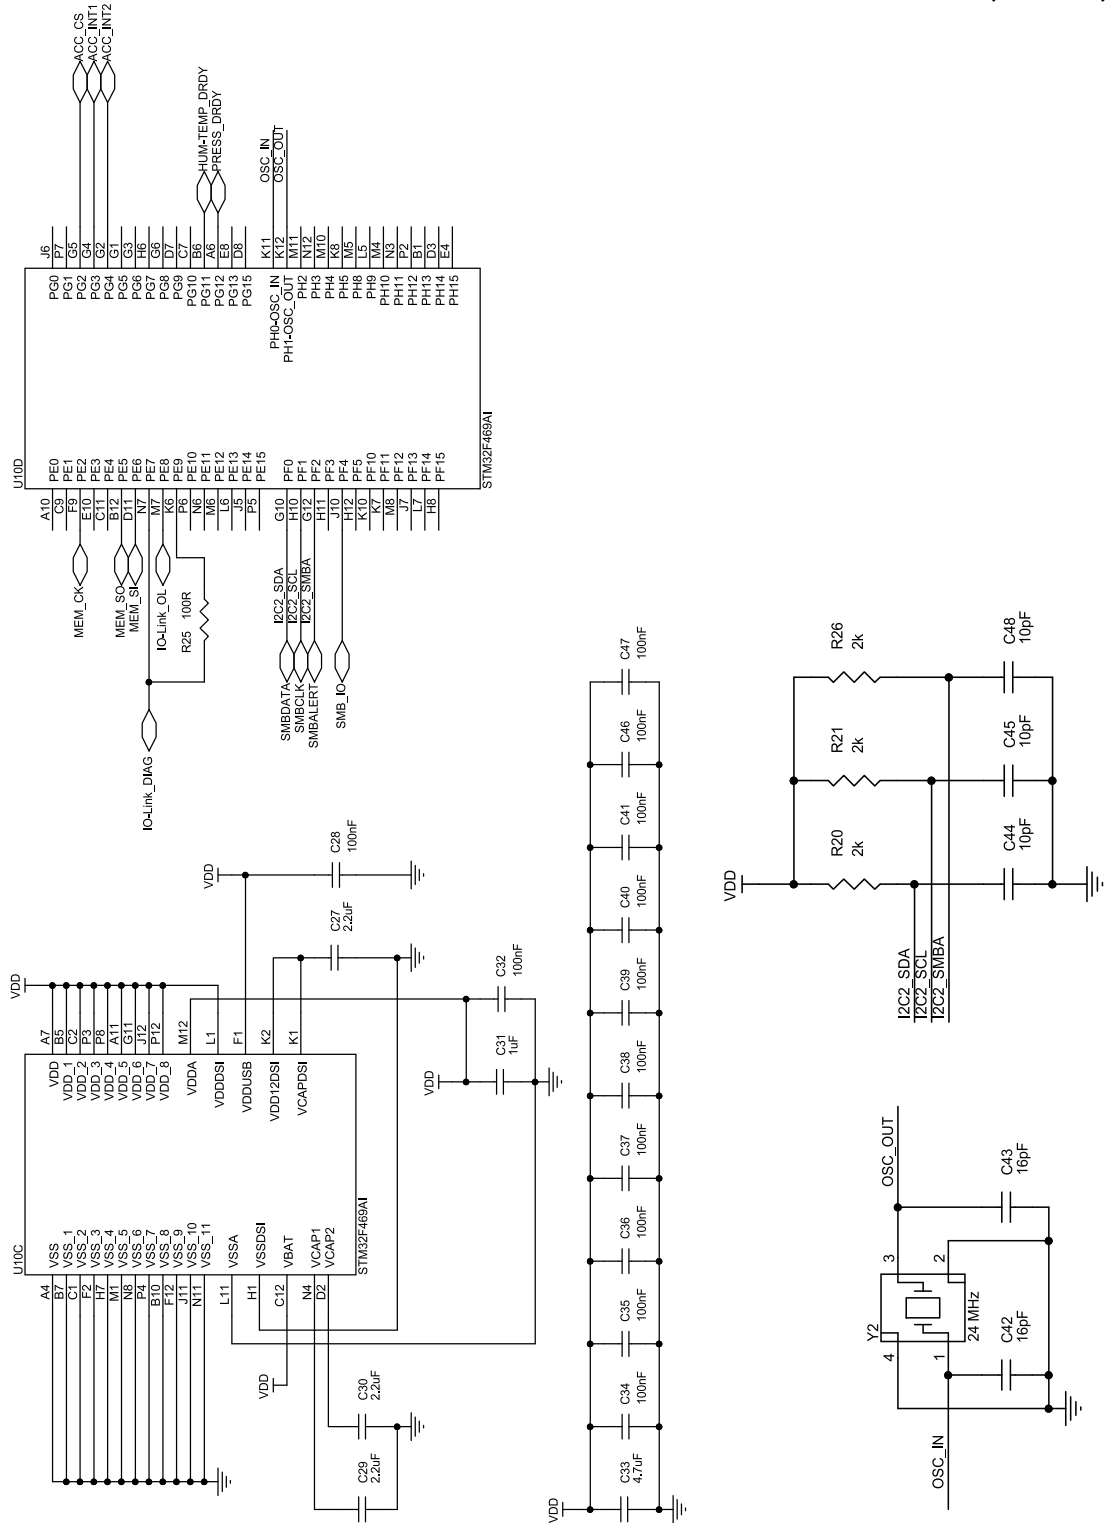 U10D
STM32F469AI
A10 PE0
C9 PE1
F9 PE2
E10 PE3
C11 PE4
B12 PE5
D11 PE6
N7 PE7
M7 PE8
K6 PE9
P6 PE10
N6 PE11
M6 PE12
L6 PE13
J5 PE14
P5 PE15
G10 PF0
H10 PF1
G12 PF2
H11 PF3
J10 PF4
H12 PF5
K10 PF10
K7 PF11
M8 PF12
J7 PF13
L7 PF14
H8 PF15
PG0 J6
PG1 P7
PG2 G5
PG3 G4
PG4 G2
PG5 G1
PG6 G3
PG7 H6
PG8 G6
PG9 D7
PG10 C7
PG11 B6
PG12 A6
PG13 E8
PG15 D8
PH0-OSC_IN K11
PH1-OSC_OUT K12
PH2 M11
PH3 N12
PH4 M10
PH5 K8
PH8 M5
PH9 L5
PH10 M4
PH11 N3
PH12 P2
PH13 B1
PH14 D3
PH15 E4
ACC_CS
ACC_INT1
ACC_INT2
HUM-TEMP_DRDY
PRESS_DRDY
OSC_IN
OSC_OUT
MEM_CK
MEM_SO
MEM_SI
IO-Link_OL
R25 100R
IO-Link_DIAG
I2C2_SDA
I2C2_SCL
I2C2_SMBA
SMBDATA
SMBCLK
SMBALERT
SMB_IO
U10C
STM32F469AI
A4 VSS
B7 VSS_1
C1 VSS_2
F2 VSS_3
H7 VSS_4
M1 VSS_5
N8 VSS_6
P4 VSS_7
B10 VSS_8
F12 VSS_9
J11 VSS_10
N11 VSS_11
L11 VSSA
H1 VSSDSI
C12 VBAT
N4 VCAP1
D2 VCAP2
VDD A7
VDD_1 B5
VDD_2 C2
VDD_3 P3
VDD_4 P8
VDD_5 A11
VDD_6 G11
VDD_7 J12
VDD_8 P12
VDDA M12
VDDDSI L1
VDDUSB F1
VDD12DSI K2
VCAPDSI K1
VDD
VDD
VDD
VDD
C27
2.2uF
C28
100nF
C29
2.2uF
C30
2.2uF
C31
1uF
C32
100nF
VDD
C33
4.7uF
C34
100nF
C35
100nF
C36
100nF
C37
100nF
C38
100nF
C39
100nF
C40
100nF
C41
100nF
C46
100nF
C47
100nF
OSC_IN
OSC_OUT
Y2
24 MHz
4
3
1
2
C42
16pF
C43
16pF
VDD
R20
2k
R21
2k
R26
2k
I2C2_SDA
I2C2_SCL
I2C2_SMBA
C44
10pF
C45
10pF
C48
10pF